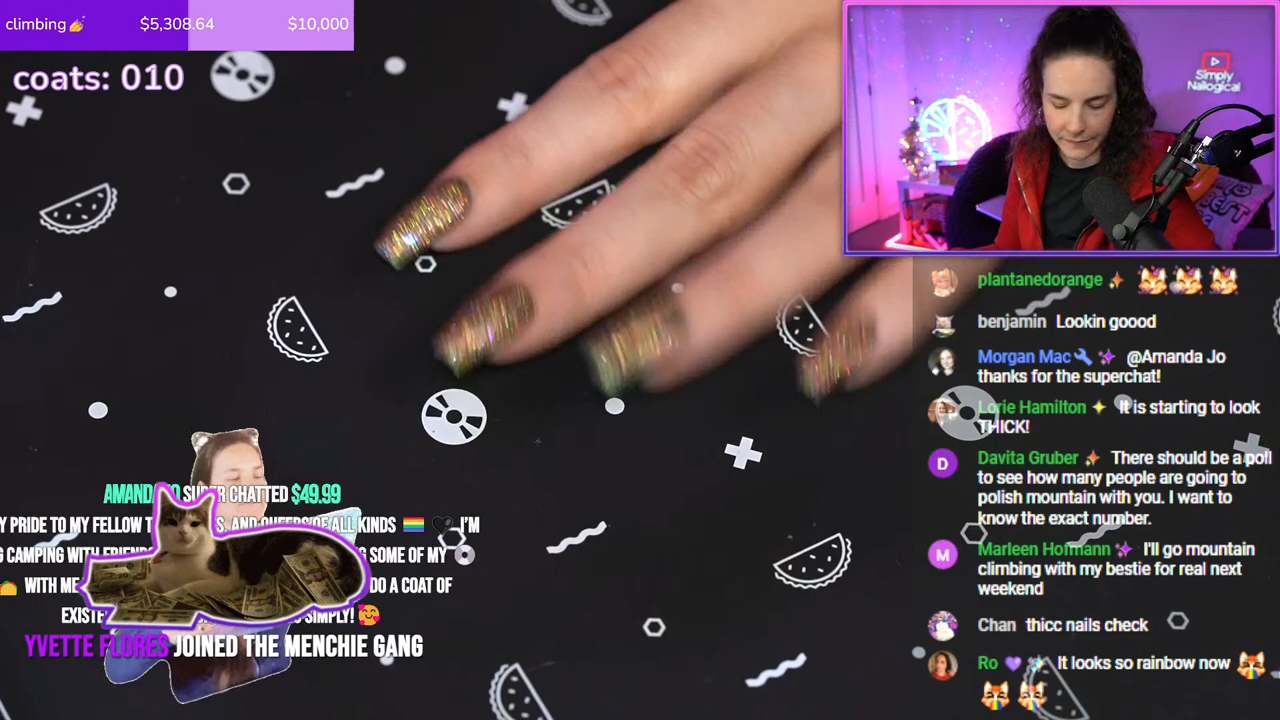 climbing💅 $5,308.64 $10,000
coats: 010
Simply
Nailogical
plantanedorange
benjamin Lookin goood
Morgan Mac @Amanda Jo
thanks for the superchat!
Lorie Hamilton It is starting to look
THICK!
Davita Gruber There should be a poll
to see how many people are going to
polish mountain with you. I want to
know the exact number.
Marleen Hofmann I'll go mountain
climbing with my bestie for real next
weekend
Chan thicc nails check
Ro 💜 It looks so rainbow now
SUPER CHATTED $49.99
PRIDE TO MY FELLOW AND QUEERS OF ALL KINDS 🏳️‍🌈 🖤 I'M
CAMPING WITH SOME OF MY 💿
🌮 WITH DO A COAT OF
SIMPLY! 🥰
YVETTE FLORES JOINED THE MENCHIE GANG